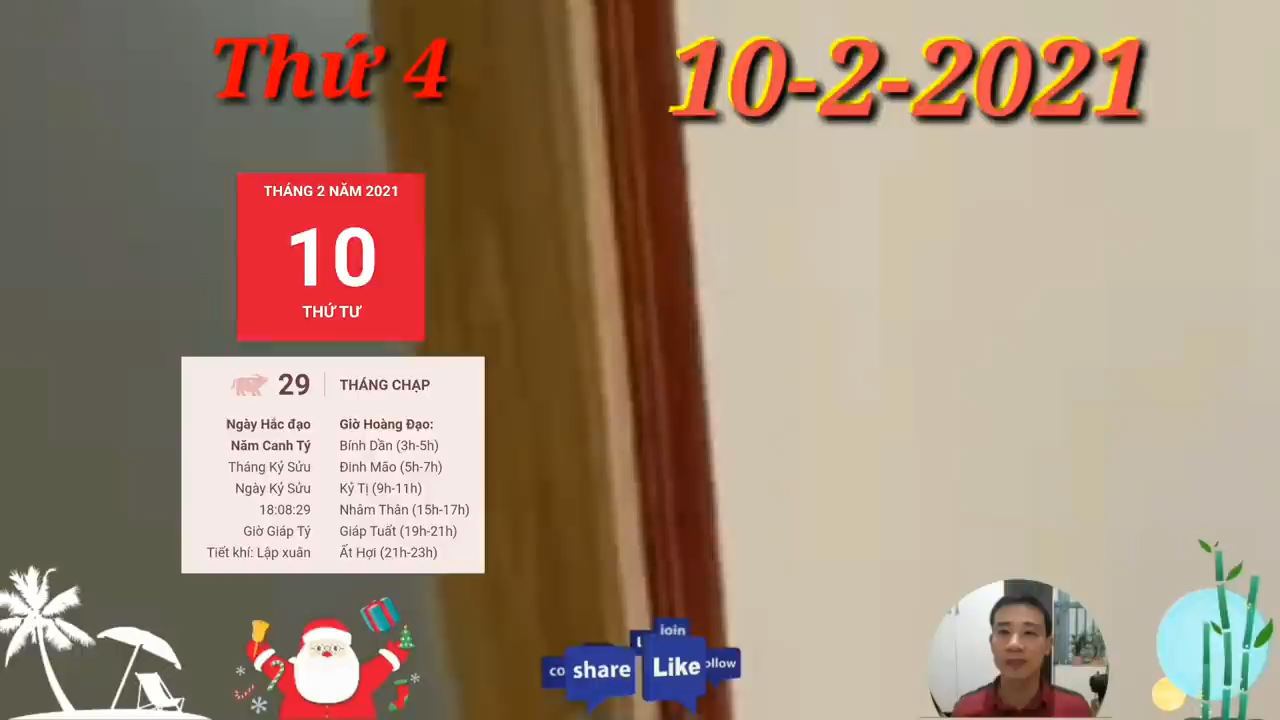 Thứ 4
10-2-2021
THÁNG 2 NĂM 2021
10
THỨ TƯ
29
THÁNG CHẠP
Ngày Hắc đạo
Năm Canh Tý
Tháng Kỷ Sửu
Ngày Kỷ Sửu
18:08:29
Giờ Giáp Tý
Tiết khí: Lập xuân
Giờ Hoàng Đạo:
Bính Dần (3h-5h)
Đinh Mão (5h-7h)
Kỷ Tị (9h-11h)
Nhâm Thân (15h-17h)
Giáp Tuất (19h-21h)
Ất Hợi (21h-23h)
join
co share Like ollow